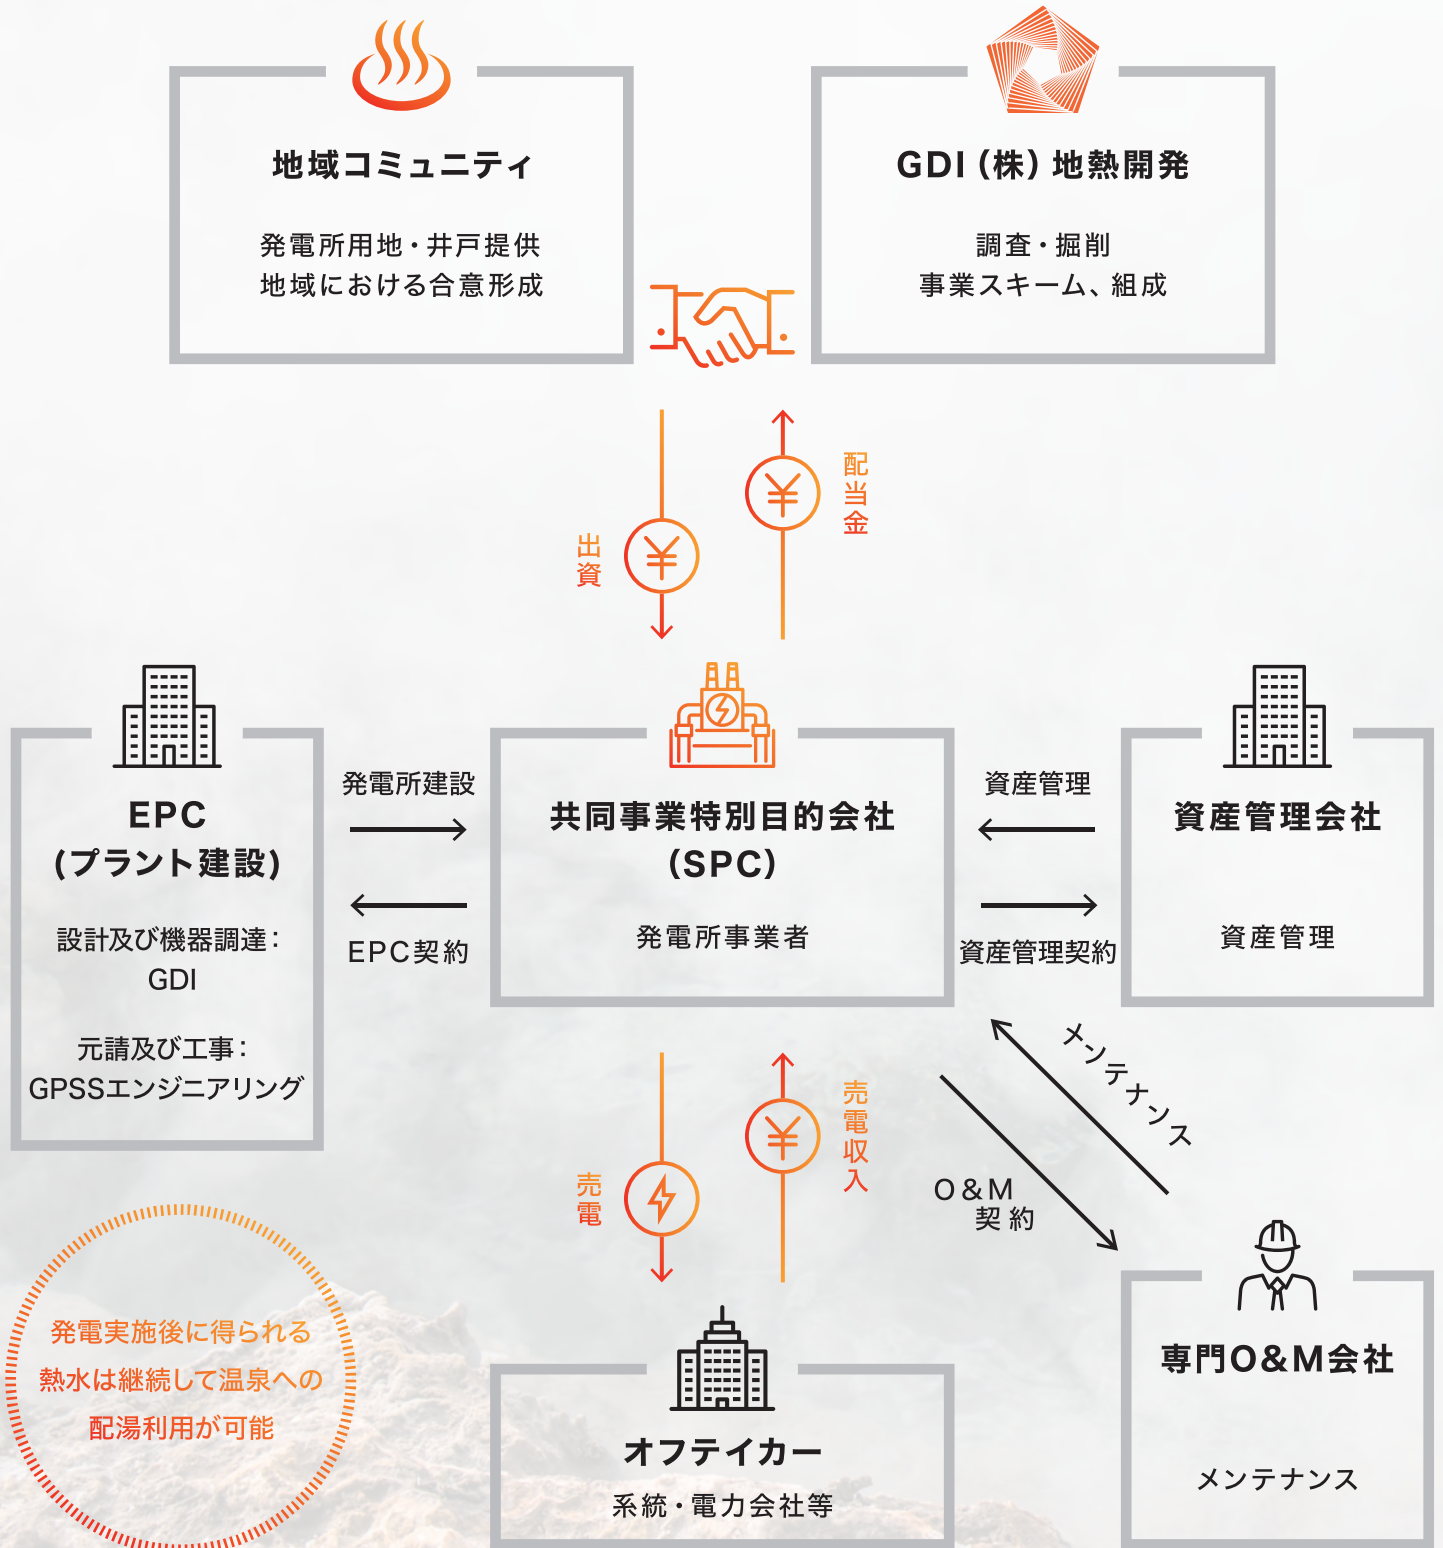 地域コミュニティ
発電所用地・井戸提供
地域における合意形成
GDI(株)地熱開発
調査・掘削
事業スキーム、組成
出資
配当金
EPC
(プラント建設)
設計及び機器調達:
GDI
元請及び工事:
GPSSエンジニアリング
発電所建設
EPC契約
共同事業特別目的会社
(SPC)
発電所事業者
資産管理
資産管理契約
資産管理会社
資産管理
売電
売電収入
メンテナンス
O&M
契約
発電実施後に得られる
熱水は継続して温泉への
配湯利用が可能
オフテイカー
系統・電力会社等
専門O&M会社
メンテナンス